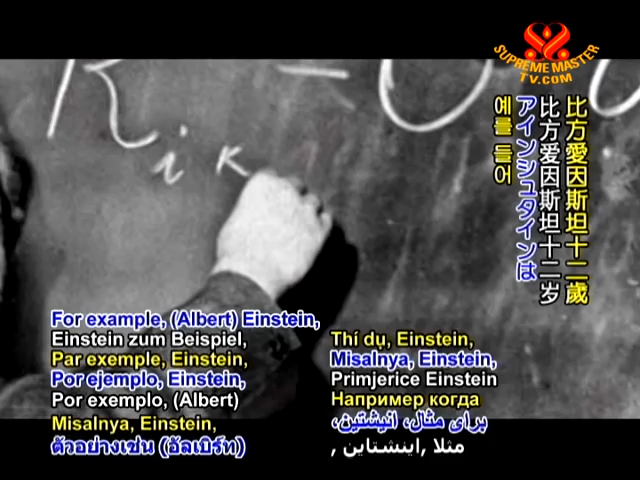 SUPREME MASTER
TV.COM
Rik = 0
比方愛因斯坦十二歲
比方爱因斯坦十二岁
アインシュタインは
예를 들어
For example, (Albert) Einstein,
Einstein zum Beispiel,
Par exemple, Einstein,
Por ejemplo, Einstein,
Por exemplo, (Albert)
Misalnya, Einstein,
ตัวอย่างเช่น (อัลเบิร์ท)
Thí dụ, Einstein,
Misalnya, Einstein,
Primjerice Einstein
Например когда
برای مثال، انیشتین،
مثلا ,اينشتاين ,